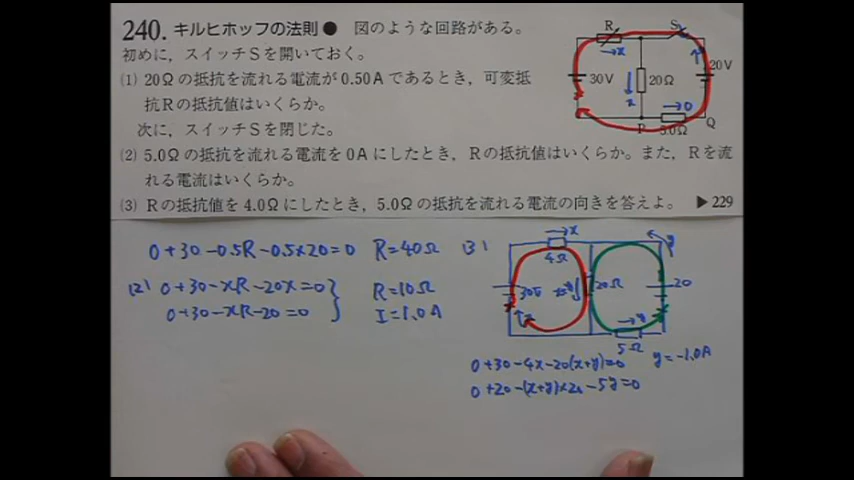 240. キルヒホッフの法則● 図のような回路がある。
初めに，スイッチSを開いておく。
(1) 20Ωの抵抗を流れる電流が0.50Aであるとき，可変抵
抗Rの抵抗値はいくらか。
次に，スイッチSを閉じた。
(2) 5.0Ωの抵抗を流れる電流を0Aにしたとき，Rの抵抗値はいくらか。また，Rを流
れる電流はいくらか。
(3) Rの抵抗値を4.0Ωにしたとき，5.0Ωの抵抗を流れる電流の向きを答えよ。 ▶229
R
S
x
30V
20Ω
20V
x
0
P
5.0Ω
Q
0+30-0.5R-0.5×20=0 R=40Ω
(2) 0+30-xR-20x=0 R=10Ω
0+30-xR-20=0 I=1.0A
(3)
x
4Ω
y
30V
20Ω
20
y
5Ω
0+30-4x-20(x+y)=0 y=-1.0A
0+20-(x+y)×20-5y=0